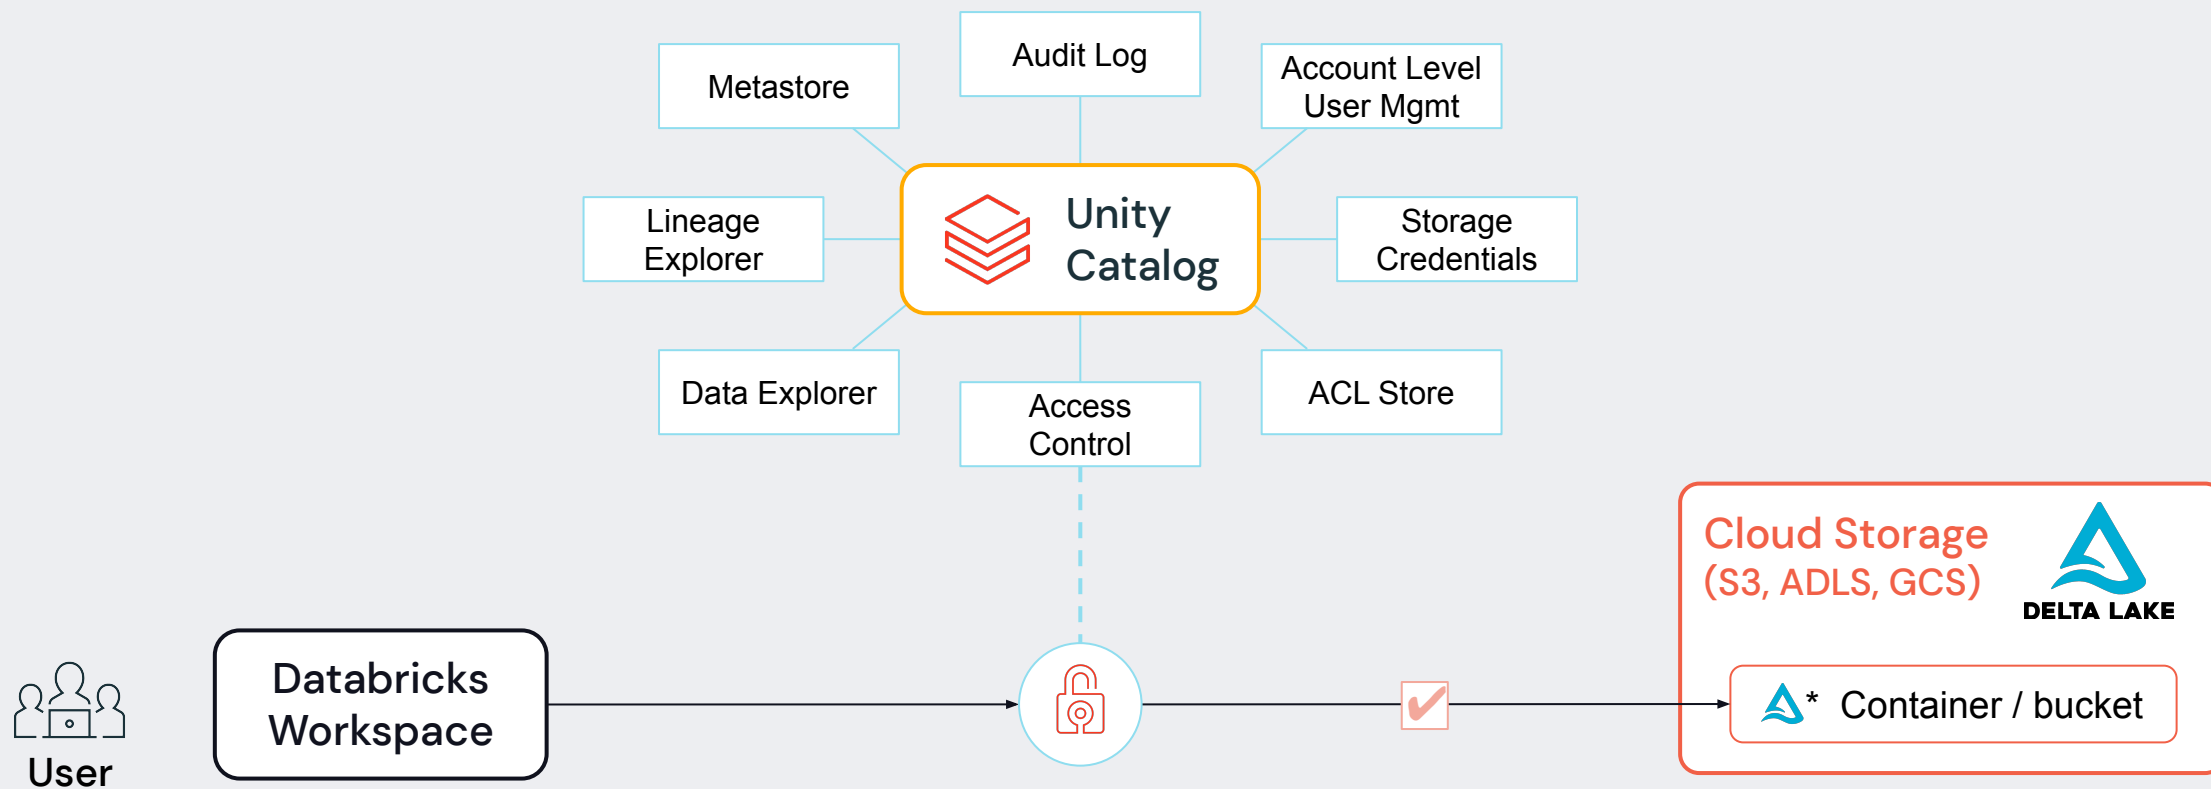 Audit Log
Metastore
Account Level
User Mgmt
Unity
Catalog
Lineage
Explorer
Storage
Credentials
Data Explorer
Access
Control
ACL Store
Cloud Storage
(S3, ADLS, GCS)
DELTA LAKE
Databricks
Workspace
* Container / bucket
User